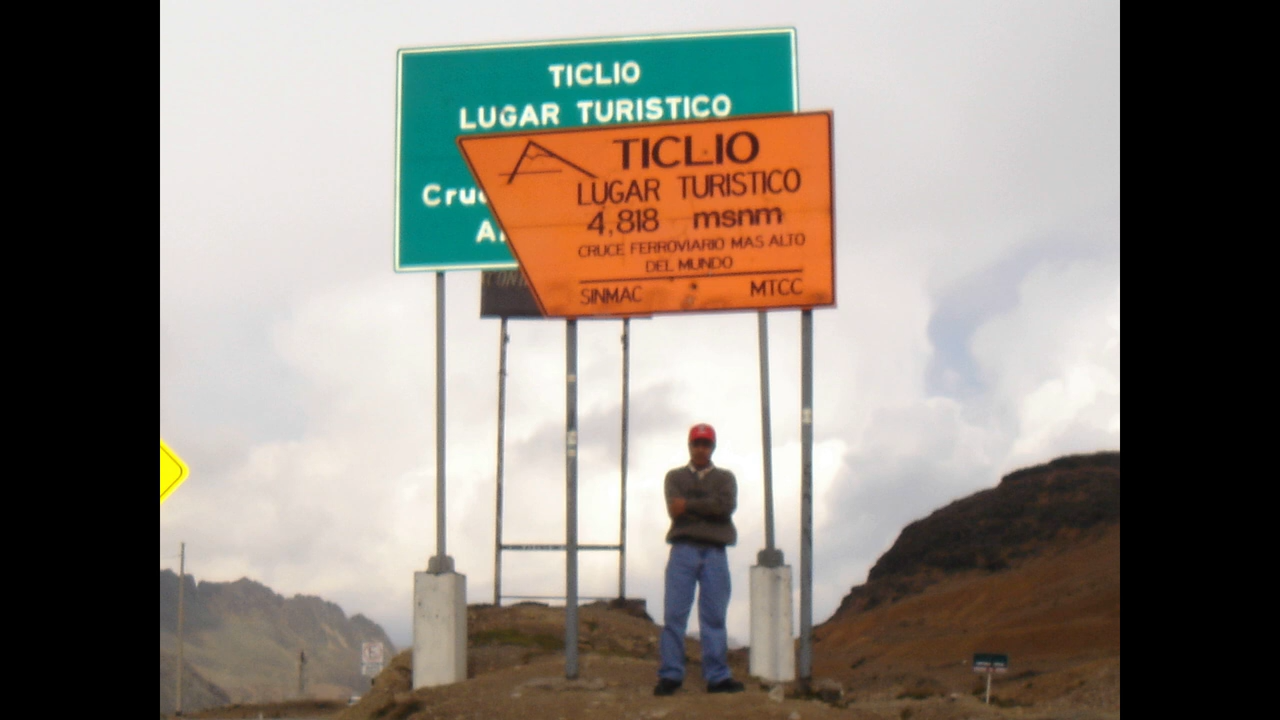 TICLIO
LUGAR TURISTICO
TICLIO
LUGAR TURISTICO
4,818 msnm
CRUCE FERROVIARIO MAS ALTO
DEL MUNDO
SINMAC MTCC